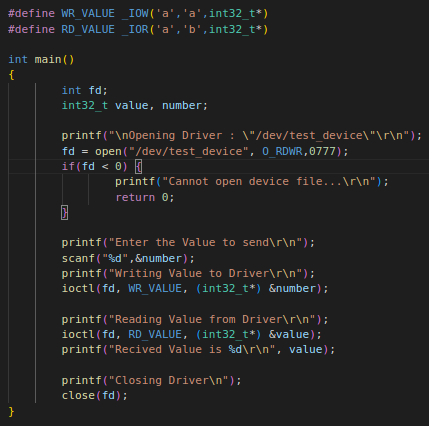 #define WR_VALUE _IOW('a','a',int32_t*)
#define RD_VALUE _IOR('a','b',int32_t*)
int main()
{
int fd;
int32_t value, number;
printf("\nOpening Driver : \"/dev/test_device\"\r\n");
fd = open("/dev/test_device", O_RDWR,0777);
if(fd < 0) {
printf("Cannot open device file...\r\n");
return 0;
}
printf("Enter the Value to send\r\n");
scanf("%d",&number);
printf("Writing Value to Driver\r\n");
ioctl(fd, WR_VALUE, (int32_t*) &number);
printf("Reading Value from Driver\r\n");
ioctl(fd, RD_VALUE, (int32_t*) &value);
printf("Recived Value is %d\r\n", value);
printf("Closing Driver\n");
close(fd);
}